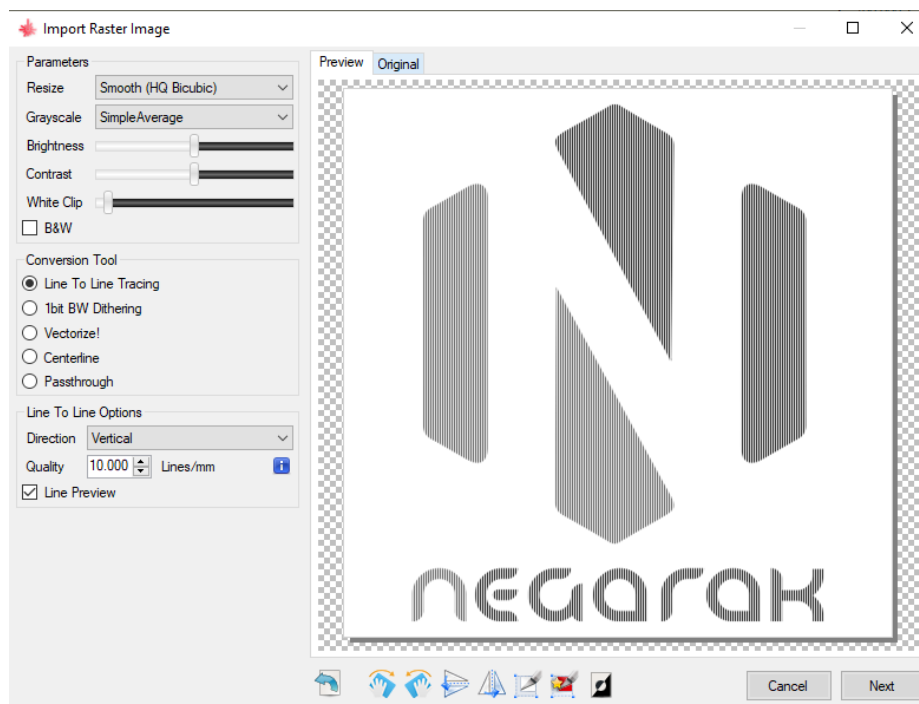 Import Raster Image
Parameters
Resize Smooth (HQ Bicubic)
Grayscale SimpleAverage
Brightness
Contrast
White Clip
B&W
Conversion Tool
Line To Line Tracing
1bit BW Dithering
Vectorize!
Centerline
Passthrough
Line To Line Options
Direction Vertical
Quality 10.000 Lines/mm
Line Preview
Preview Original
N
NEGARAK
Cancel Next